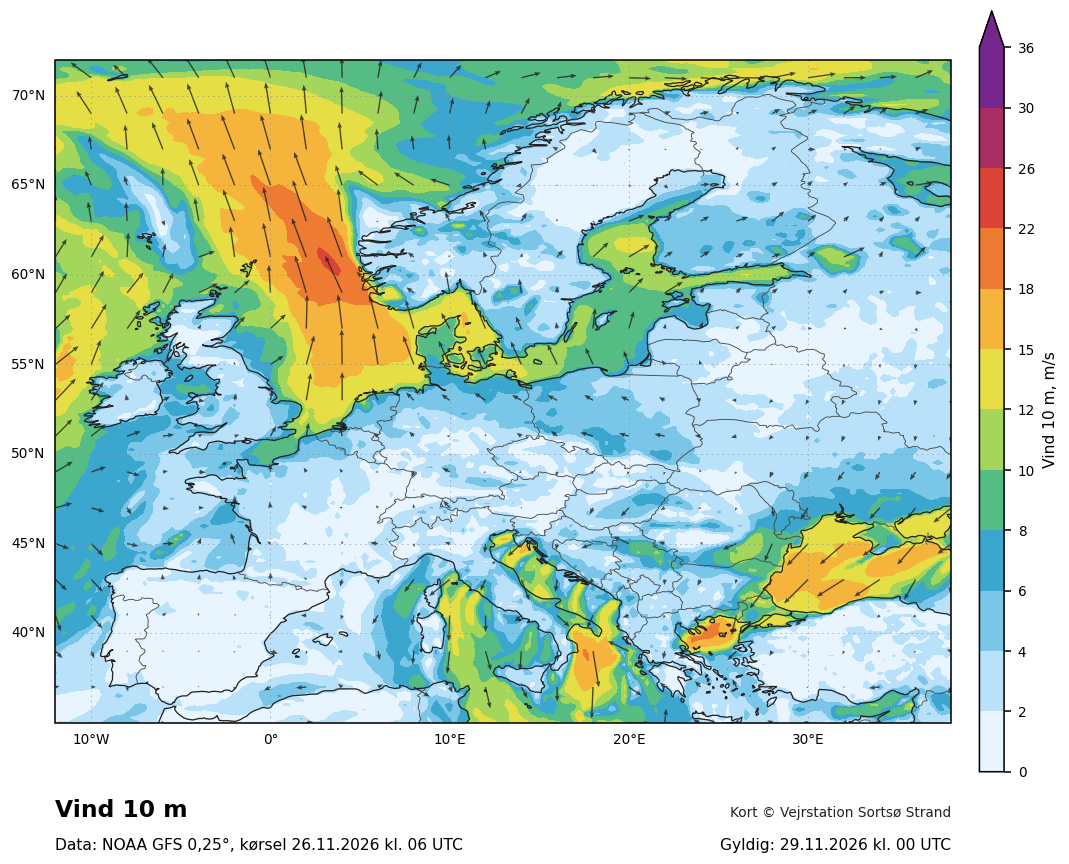 36
30
26
22
18
15
12
10
8
6
4
2
0
Vind 10 m, m/s
70°N
65°N
60°N
55°N
50°N
45°N
40°N
10°W
0°
10°E
20°E
30°E
Vind 10 m
Kort © Vejrstation Sortsø Strand
Data: NOAA GFS 0,25°, kørsel 26.11.2026 kl. 06 UTC
Gyldig: 29.11.2026 kl. 00 UTC